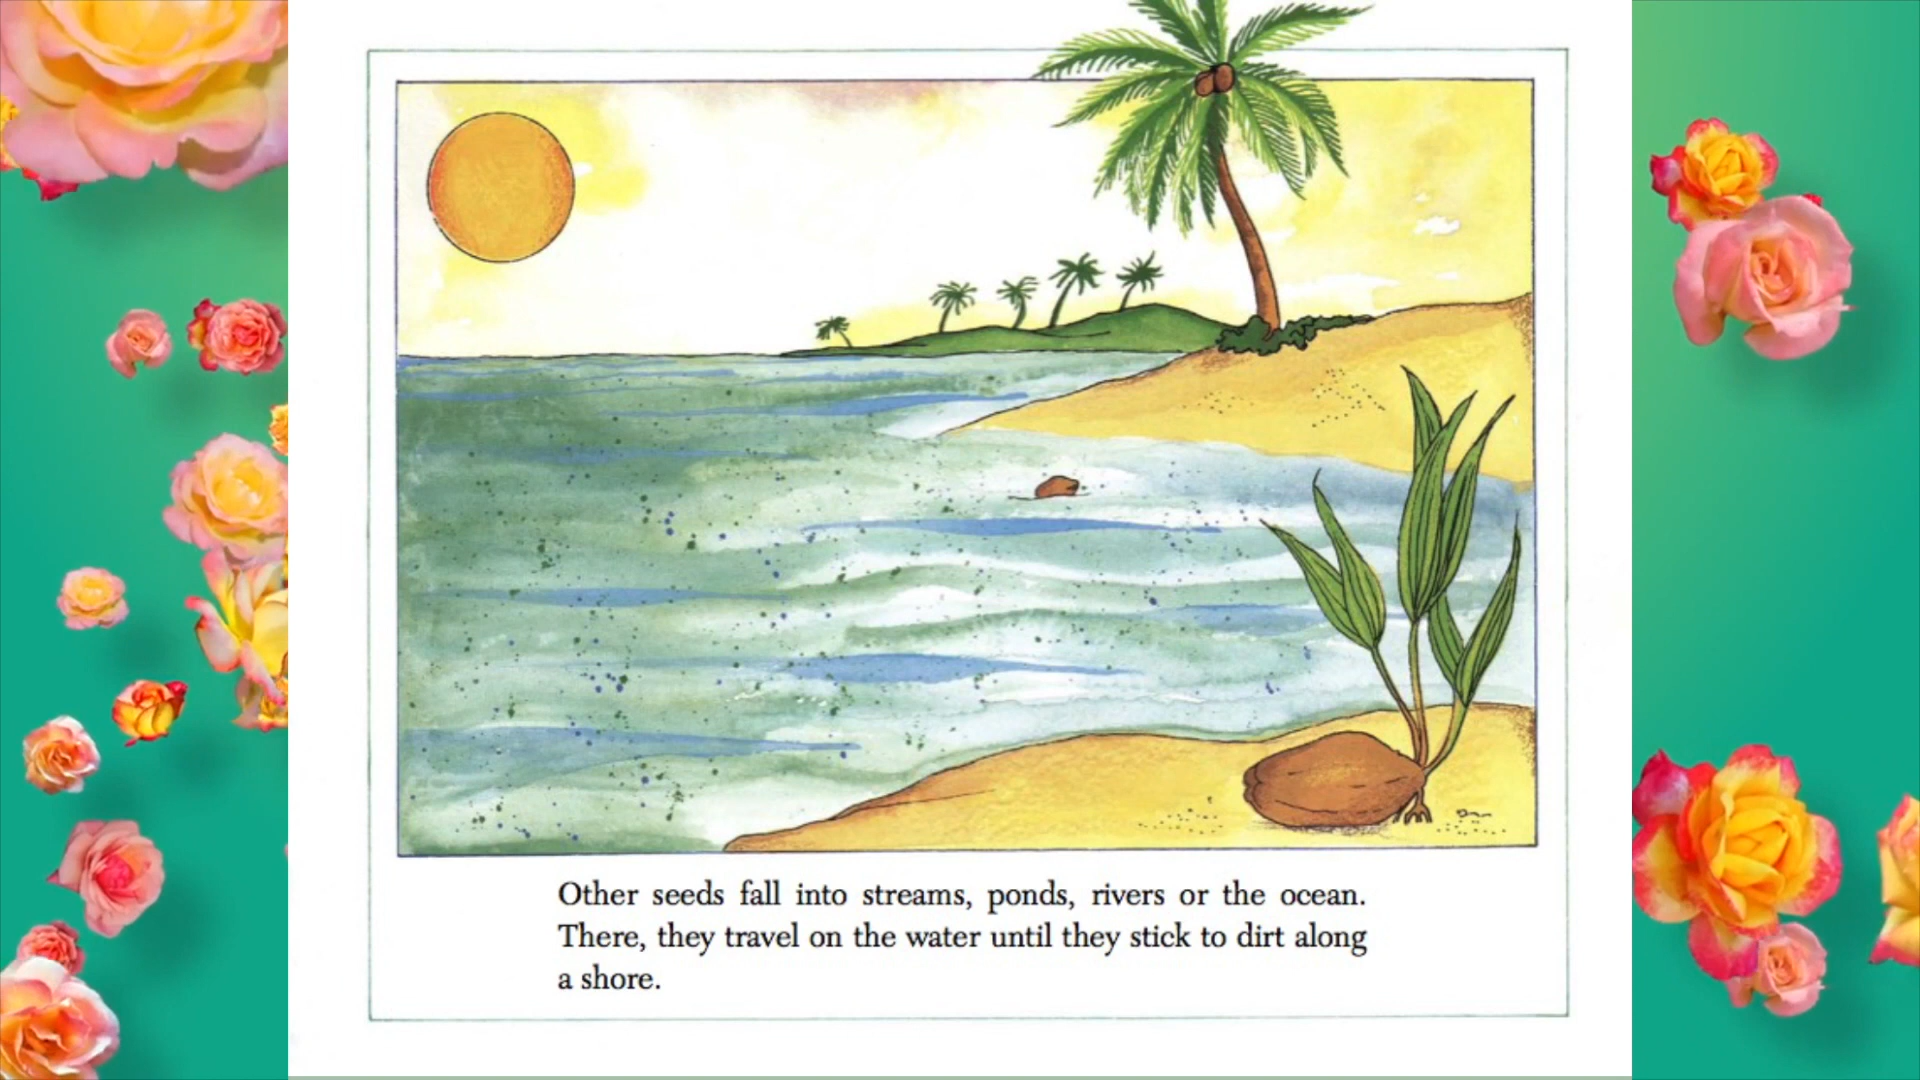 Other seeds fall into streams, ponds, rivers or the ocean.
There, they travel on the water until they stick to dirt along
a shore.